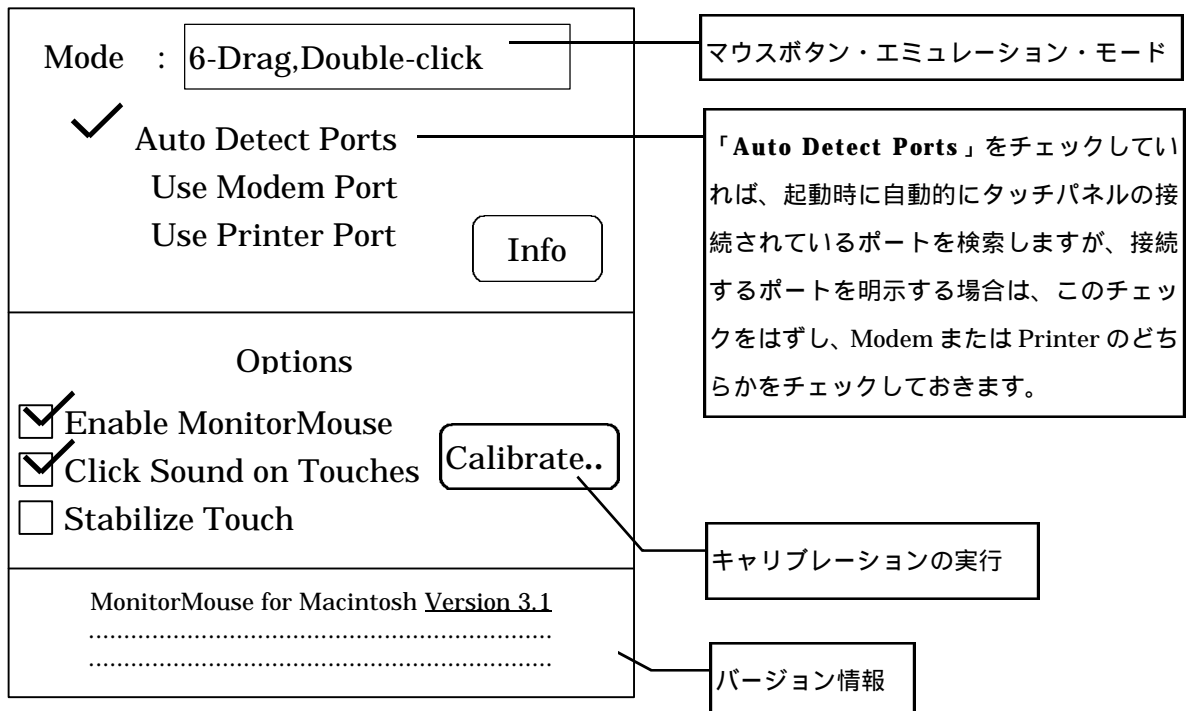 Mode : 6-Drag,Double-click
Auto Detect Ports
Use Modem Port
Use Printer Port
Info
Options
Enable MonitorMouse
Click Sound on Touches
Stabilize Touch
Calibrate..
MonitorMouse for Macintosh Version 3.1
............................................................
............................................................
マウスボタン・エミュレーション・モード
「Auto Detect Ports」をチェックしてい
れば、起動時に自動的にタッチパネルの接
続されているポートを検索しますが、接続
するポートを明示する場合は、このチェッ
クをはずし、Modem または Printer のどち
らかをチェックしておきます。
キャリブレーションの実行
バージョン情報